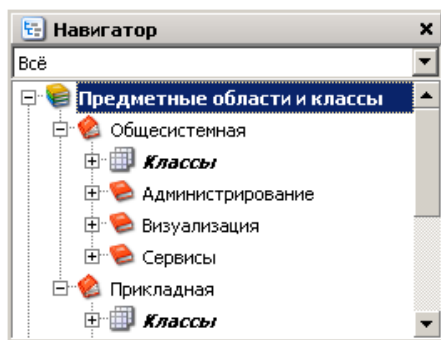 Навигатор
Всё
Предметные области и классы
Общесистемная
Классы
Администрирование
Визуализация
Сервисы
Прикладная
Классы